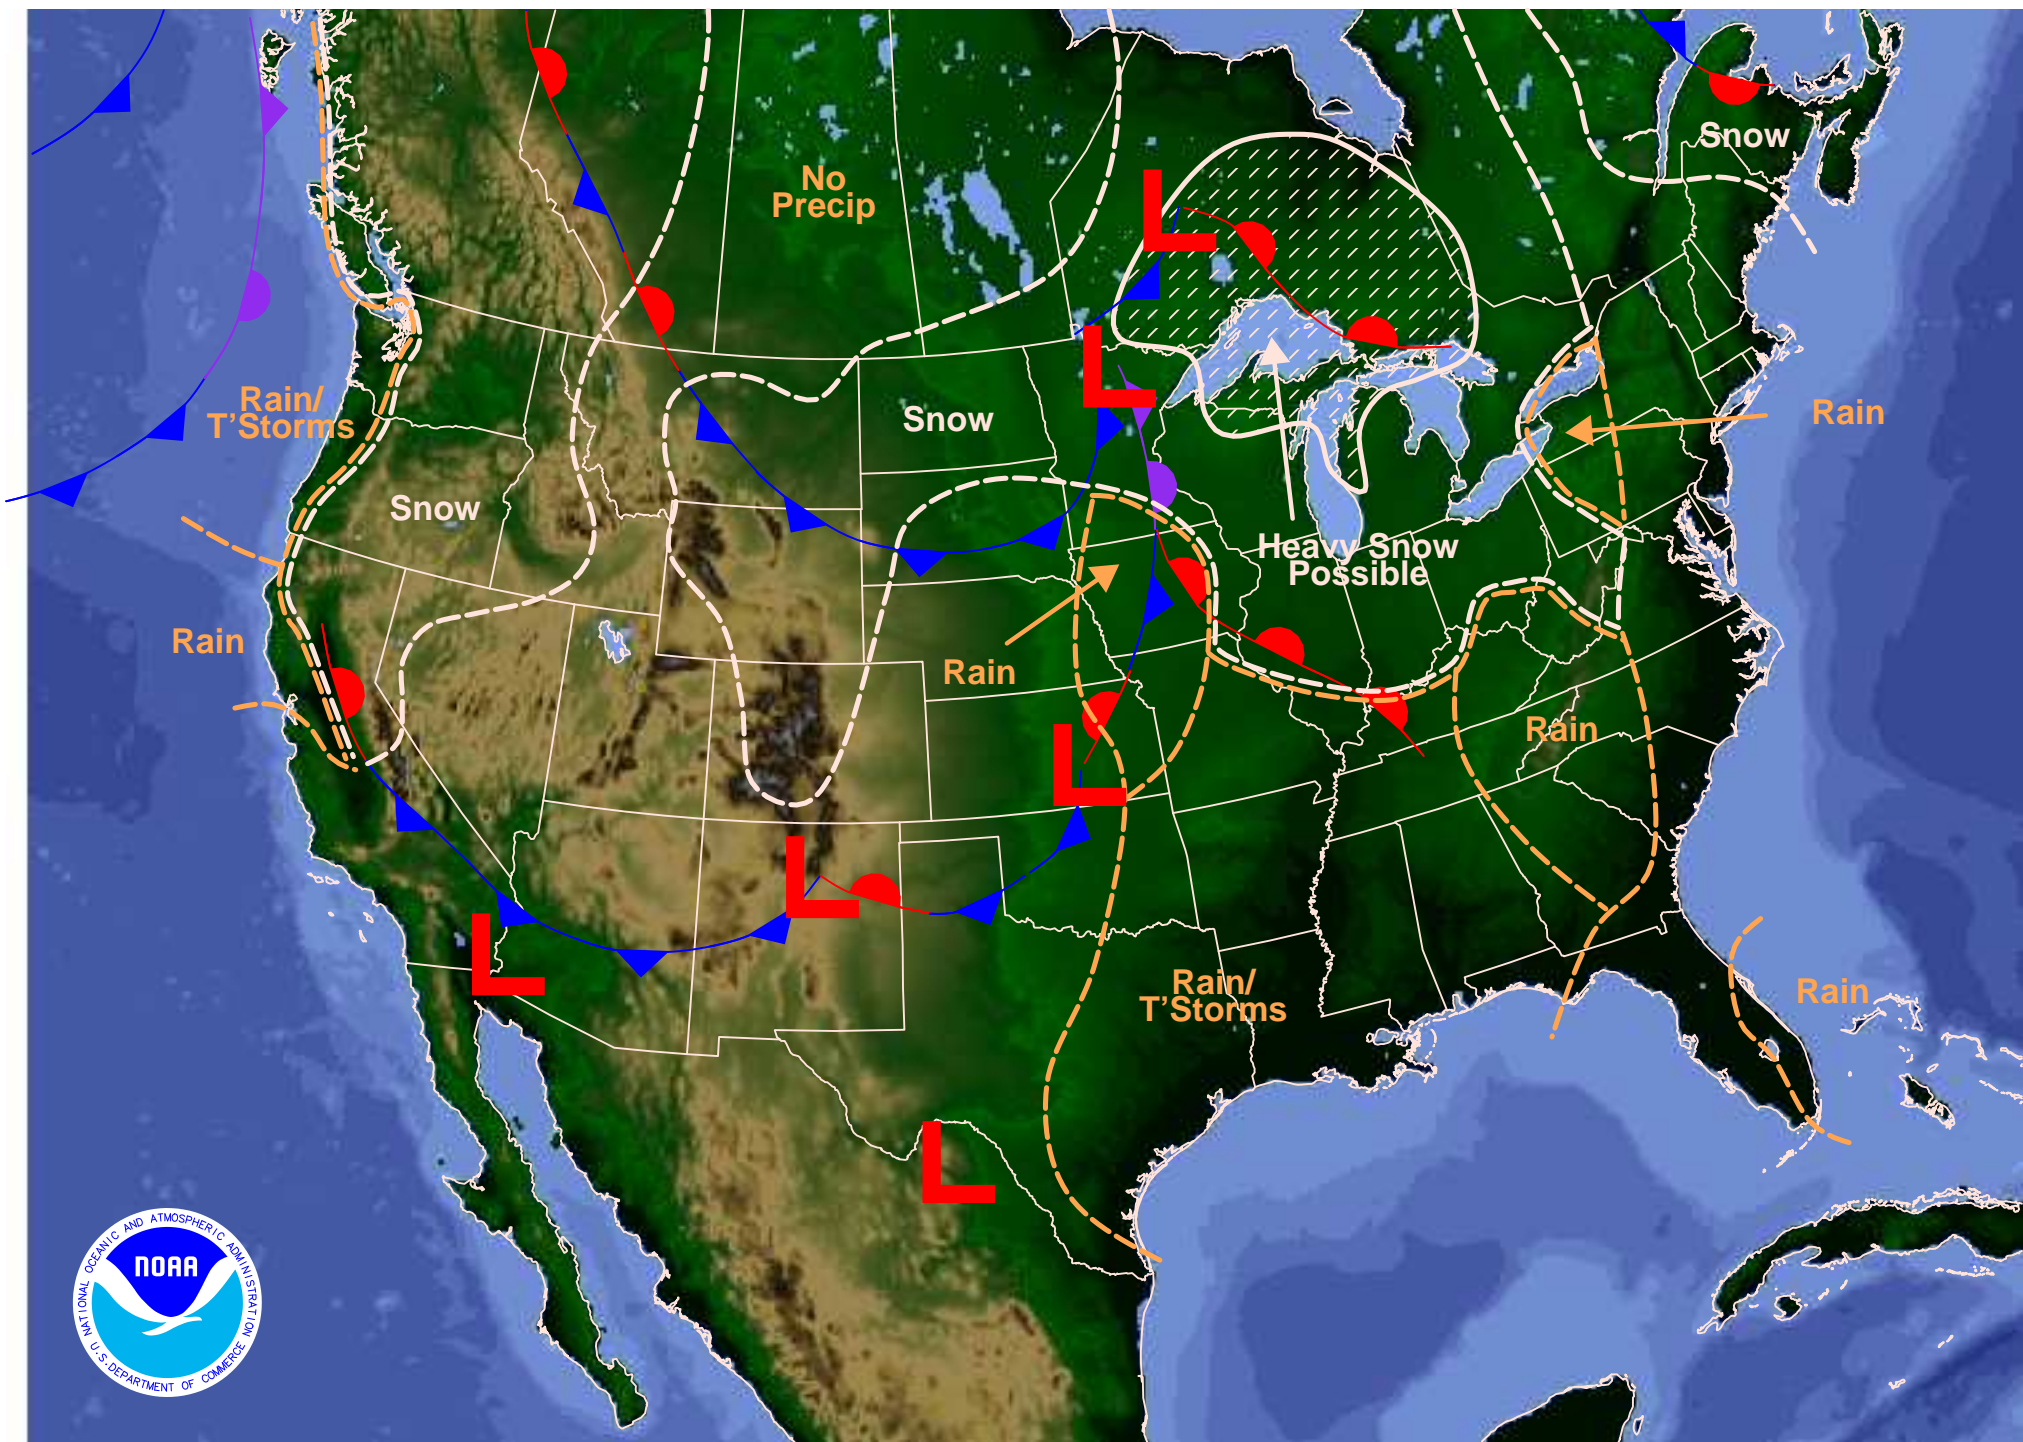 Snow
No
Precip
Rain/
T'Storms
Snow
Rain
Snow
Heavy Snow
Possible
Rain
Rain
Rain
Rain/
T'Storms
Rain
L
L
L
L
L
L
NATIONAL OCEANIC AND ATMOSPHERIC ADMINISTRATION
NOAA
U.S. DEPARTMENT OF COMMERCE